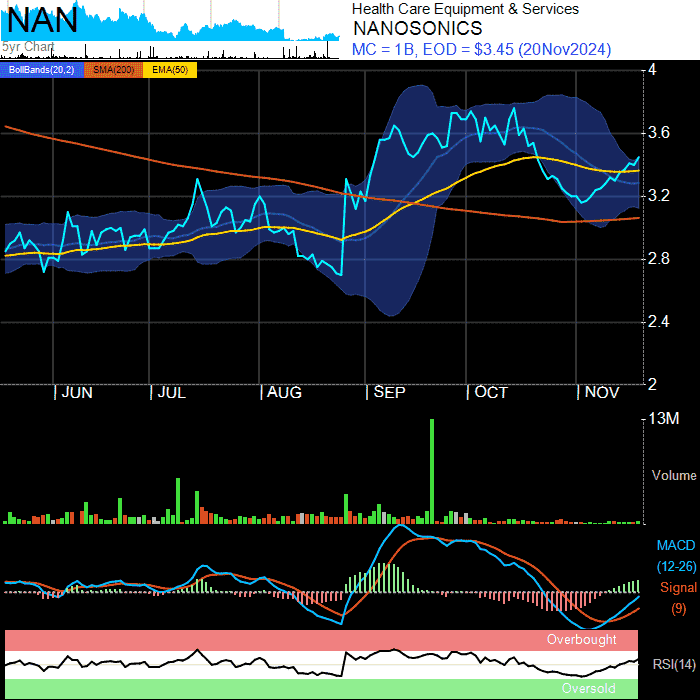 NAN
5yr Chart
Health Care Equipment & Services
NANOSONICS
MC = 1B, EOD = $3.45 (20Nov2024)
BollBands(20,2) SMA(200) EMA(50)
4
3.6
3.2
2.8
2.4
2
JUN JUL AUG SEP OCT NOV
13M
Volume
MACD
(12-26)
Signal
(9)
Overbought
RSI(14)
Oversold